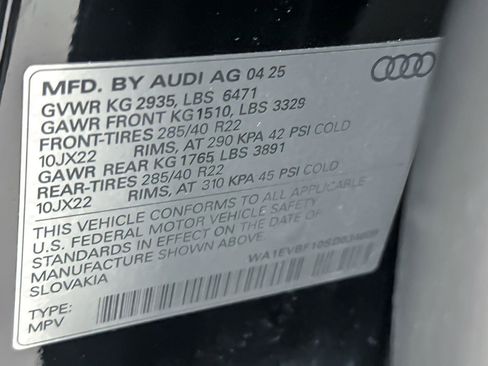 MFD. BY AUDI AG 04 25
GVWR KG 2935, LBS 6471
GAWR FRONT KG 1510, LBS 3329
FRONT-TIRES 285/40 R22
10JX22 RIMS, AT 290 KPA 42 PSI COLD
GAWR REAR KG 1765, LBS 3891
REAR-TIRES 285/40 R22
10JX22 RIMS, AT 310 KPA 45 PSI COLD
THIS VEHICLE CONFORMS TO ALL APPLICABLE
U.S. FEDERAL MOTOR VEHICLE SAFETY
STANDARDS IN EFFECT ON THE DATE OF
MANUFACTURE SHOWN ABOVE.
SLOVAKIA
TYPE:
MPV